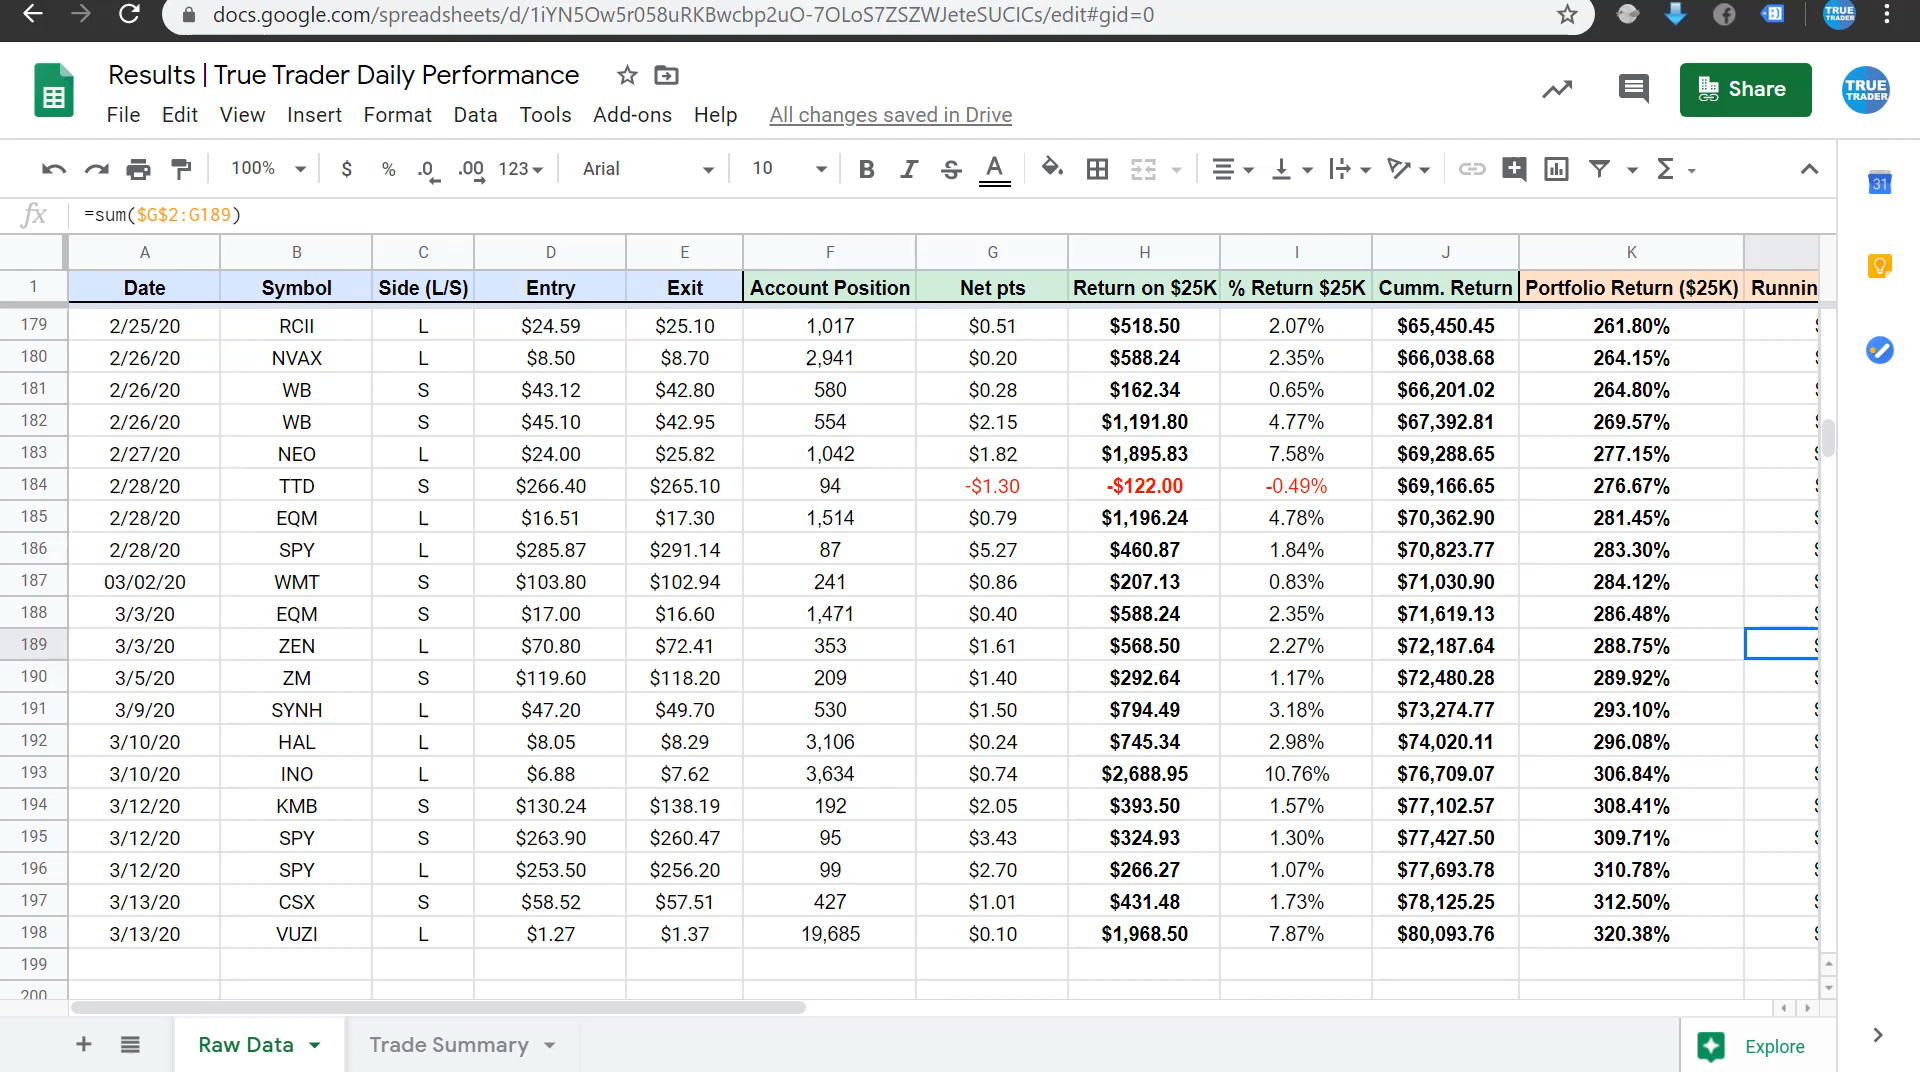 docs.google.com/spreadsheets/d/1iYN5Ow5r058uRKBwcbp2uO-7OLoS7ZSZWJeteSUCICs/edit#gid=0
TRUE TRADER
Results | True Trader Daily Performance
Share
TRUE TRADER
File Edit View Insert Format Data Tools Add-ons Help All changes saved in Drive
100% $ % .0 .00 123 Arial 10 B I S A Σ
31
fx =sum($G$2:G189)
A B C D E F G H I J K
1 Date Symbol Side (L/S) Entry Exit Account Position Net pts Return on $25K % Return $25K Cumm. Return Portfolio Return ($25K) Runnin
179 2/25/20 RCII L $24.59 $25.10 1,017 $0.51 $518.50 2.07% $65,450.45 261.80%
180 2/26/20 NVAX L $8.50 $8.70 2,941 $0.20 $588.24 2.35% $66,038.68 264.15%
181 2/26/20 WB S $43.12 $42.80 580 $0.28 $162.34 0.65% $66,201.02 264.80%
182 2/26/20 WB S $45.10 $42.95 554 $2.15 $1,191.80 4.77% $67,392.81 269.57%
183 2/27/20 NEO L $24.00 $25.82 1,042 $1.82 $1,895.83 7.58% $69,288.65 277.15%
184 2/28/20 TTD S $266.40 $265.10 94 -$1.30 -$122.00 -0.49% $69,166.65 276.67%
185 2/28/20 EQM L $16.51 $17.30 1,514 $0.79 $1,196.24 4.78% $70,362.90 281.45%
186 2/28/20 SPY L $285.87 $291.14 87 $5.27 $460.87 1.84% $70,823.77 283.30%
187 03/02/20 WMT S $103.80 $102.94 241 $0.86 $207.13 0.83% $71,030.90 284.12%
188 3/3/20 EQM S $17.00 $16.60 1,471 $0.40 $588.24 2.35% $71,619.13 286.48%
189 3/3/20 ZEN L $70.80 $72.41 353 $1.61 $568.50 2.27% $72,187.64 288.75%
190 3/5/20 ZM S $119.60 $118.20 209 $1.40 $292.64 1.17% $72,480.28 289.92%
191 3/9/20 SYNH L $47.20 $49.70 530 $1.50 $794.49 3.18% $73,274.77 293.10%
192 3/10/20 HAL L $8.05 $8.29 3,106 $0.24 $745.34 2.98% $74,020.11 296.08%
193 3/10/20 INO L $6.88 $7.62 3,634 $0.74 $2,688.95 10.76% $76,709.07 306.84%
194 3/12/20 KMB S $130.24 $138.19 192 $2.05 $393.50 1.57% $77,102.57 308.41%
195 3/12/20 SPY S $263.90 $260.47 95 $3.43 $324.93 1.30% $77,427.50 309.71%
196 3/12/20 SPY L $253.50 $256.20 99 $2.70 $266.27 1.07% $77,693.78 310.78%
197 3/13/20 CSX S $58.52 $57.51 427 $1.01 $431.48 1.73% $78,125.25 312.50%
198 3/13/20 VUZI L $1.27 $1.37 19,685 $0.10 $1,968.50 7.87% $80,093.76 320.38%
199
200
Raw Data Trade Summary Explore